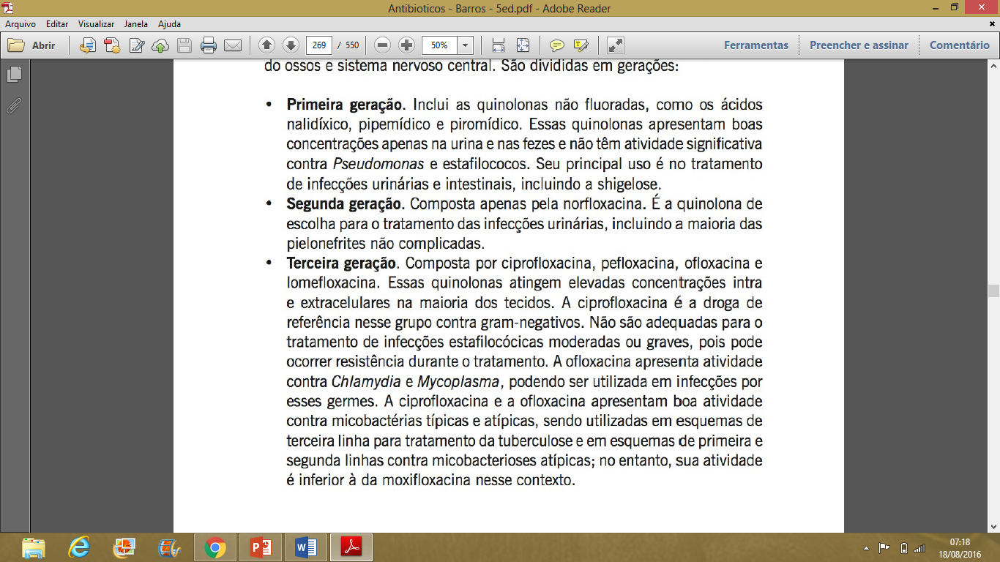 Antibioticos - Barros - 5ed.pdf - Adobe Reader
Arquivo Editar Visualizar Janela Ajuda
Abrir 269 / 550 50% Ferramentas Preencher e assinar Comentário
do ossos e sistema nervoso central. São divididas em gerações:
• Primeira geração. Inclui as quinolonas não fluoradas, como os ácidos
nalidíxico, pipemídico e piromídico. Essas quinolonas apresentam boas
concentrações apenas na urina e nas fezes e não têm atividade significativa
contra Pseudomonas e estafilococos. Seu principal uso é no tratamento
de infecções urinárias e intestinais, incluindo a shigelose.
• Segunda geração. Composta apenas pela norfloxacina. É a quinolona de
escolha para o tratamento das infecções urinárias, incluindo a maioria das
pielonefrites não complicadas.
• Terceira geração. Composta por ciprofloxacina, pefloxacina, ofloxacina e
lomefloxacina. Essas quinolonas atingem elevadas concentrações intra
e extracelulares na maioria dos tecidos. A ciprofloxacina é a droga de
referência nesse grupo contra gram-negativos. Não são adequadas para o
tratamento de infecções estafilocócicas moderadas ou graves, pois pode
ocorrer resistência durante o tratamento. A ofloxacina apresenta atividade
contra Chlamydia e Mycoplasma, podendo ser utilizada em infecções por
esses germes. A ciprofloxacina e a ofloxacina apresentam boa atividade
contra micobactérias típicas e atípicas, sendo utilizadas em esquemas de
terceira linha para tratamento da tuberculose e em esquemas de primeira e
segunda linhas contra micobacterioses atípicas; no entanto, sua atividade
é inferior à da moxifloxacina nesse contexto.
07:18
18/08/2016